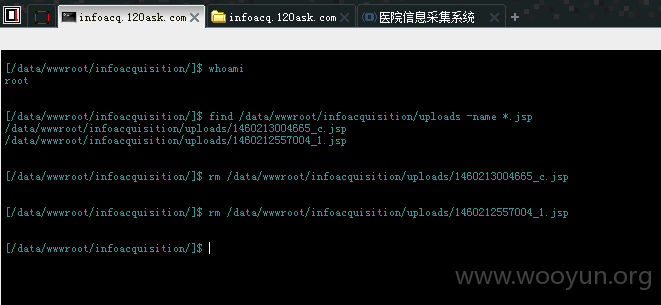 infoacq.120ask.com
infoacq.120ask.com
医院信息采集系统
[/data/wwwroot/infoacquisition/]$ whoami
root
[/data/wwwroot/infoacquisition/]$ find /data/wwwroot/infoacquisition/uploads -name *.jsp
/data/wwwroot/infoacquisition/uploads/1460213004665_c.jsp
/data/wwwroot/infoacquisition/uploads/1460212557004_1.jsp
[/data/wwwroot/infoacquisition/]$ rm /data/wwwroot/infoacquisition/uploads/1460213004665_c.jsp
[/data/wwwroot/infoacquisition/]$ rm /data/wwwroot/infoacquisition/uploads/1460212557004_1.jsp
[/data/wwwroot/infoacquisition/]$
www.wooyun.org